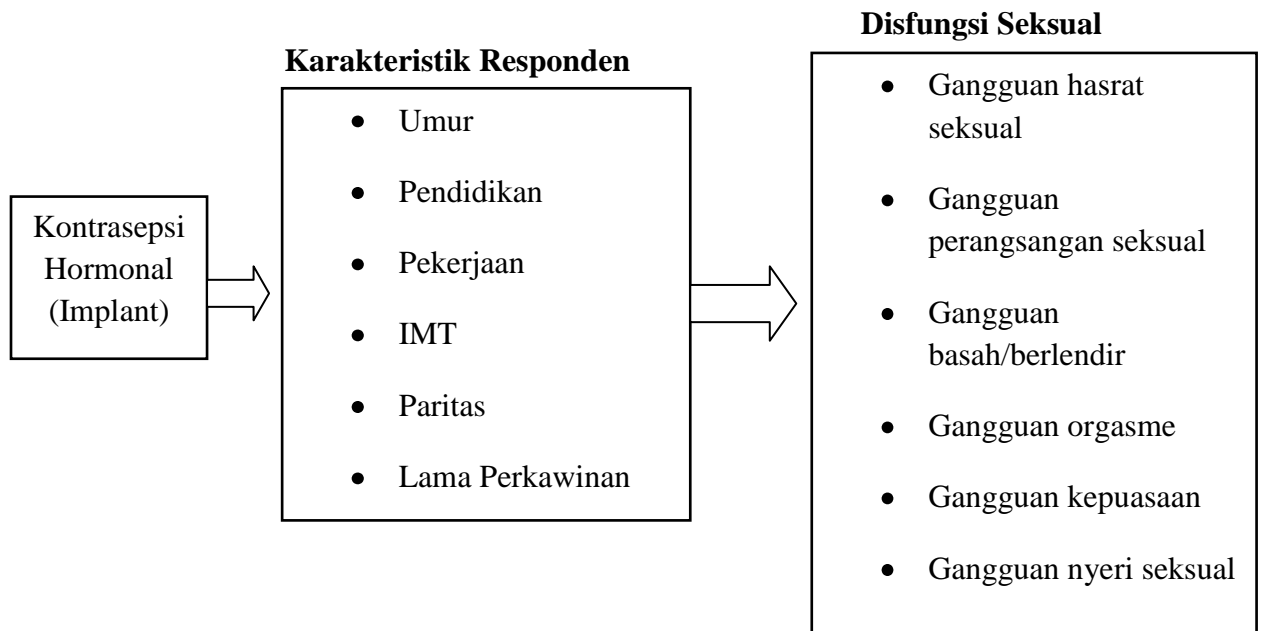 Kontrasepsi
Hormonal
(Implant)
Karakteristik Responden
• Umur
• Pendidikan
• Pekerjaan
• IMT
• Paritas
• Lama Perkawinan
Disfungsi Seksual
• Gangguan hasrat
seksual
• Gangguan
perangsangan seksual
• Gangguan
basah/berlendir
• Gangguan orgasme
• Gangguan kepuasaan
• Gangguan nyeri seksual